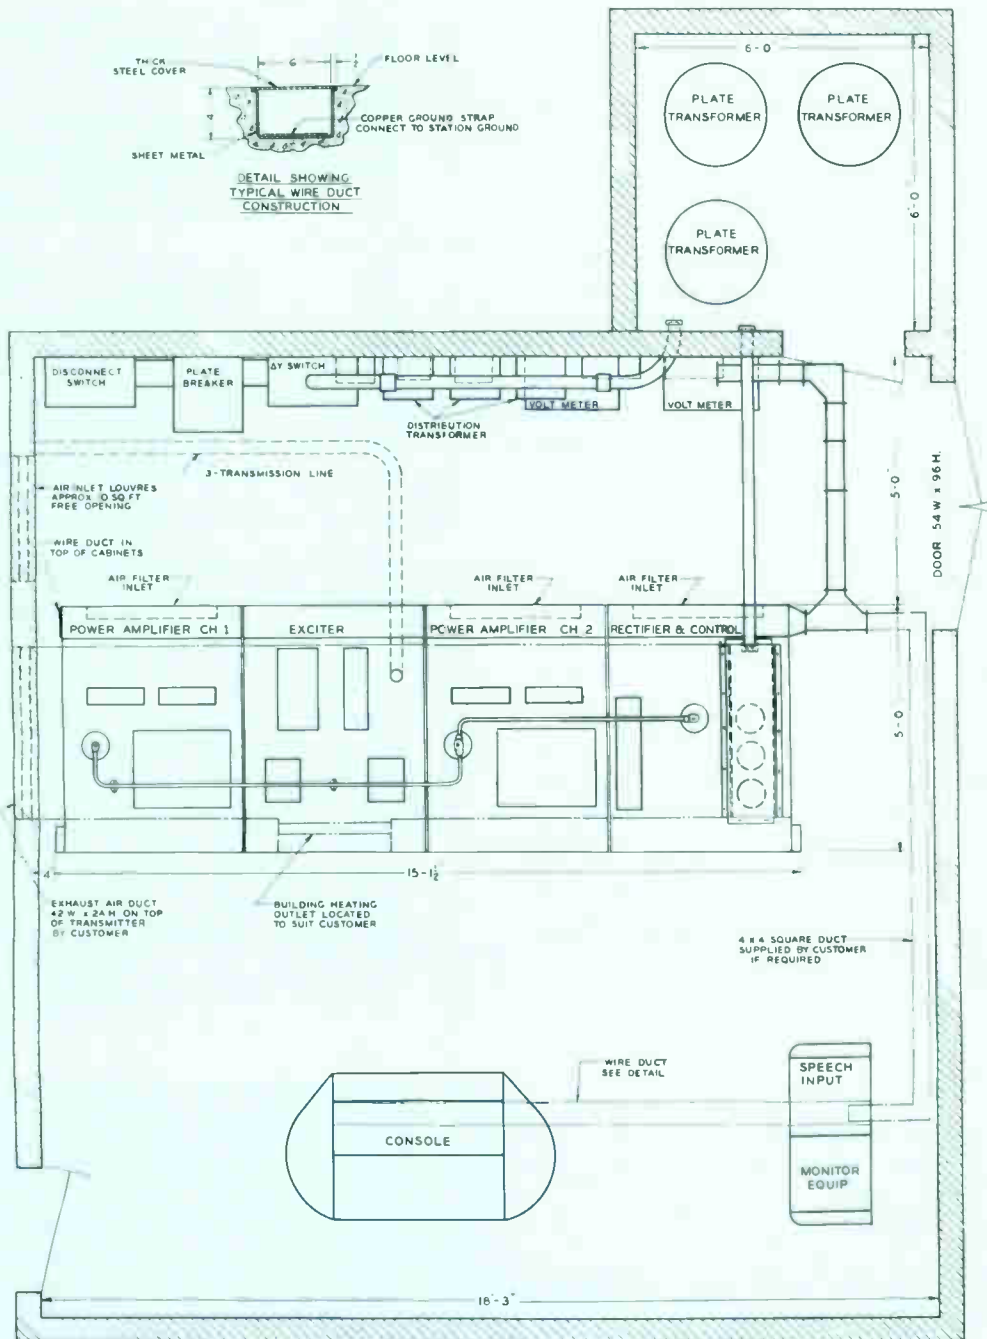 THICK
STEEL COVER
6
1/2
FLOOR LEVEL
4
COPPER GROUND STRAP
CONNECT TO STATION GROUND
SHEET METAL
DETAIL SHOWING
TYPICAL WIRE DUCT
CONSTRUCTION
6-0
PLATE
TRANSFORMER
PLATE
TRANSFORMER
6-0
PLATE
TRANSFORMER
DISCONNECT
SWITCH
PLATE
BREAKER
ΔY SWITCH
VOLT METER
VOLT METER
DISTRIBUTION
TRANSFORMER
3-TRANSMISSION LINE
AIR INLET LOUVRES
APPROX 10 SQ FT
FREE OPENING
5-0
DOOR 54 W x 96 H.
WIRE DUCT IN
TOP OF CABINETS
AIR FILTER
INLET
AIR FILTER
INLET
AIR FILTER
INLET
POWER AMPLIFIER CH 1
EXCITER
POWER AMPLIFIER CH 2
RECTIFIER & CONTROL
5-0
4
15-1½
EXHAUST AIR DUCT
42 W x 24 H ON TOP
OF TRANSMITTER
BY CUSTOMER
BUILDING HEATING
OUTLET LOCATED
TO SUIT CUSTOMER
4 x 4 SQUARE DUCT
SUPPLIED BY CUSTOMER
IF REQUIRED
WIRE DUCT
SEE DETAIL
SPEECH
INPUT
CONSOLE
MONITOR
EQUIP
18'-3"